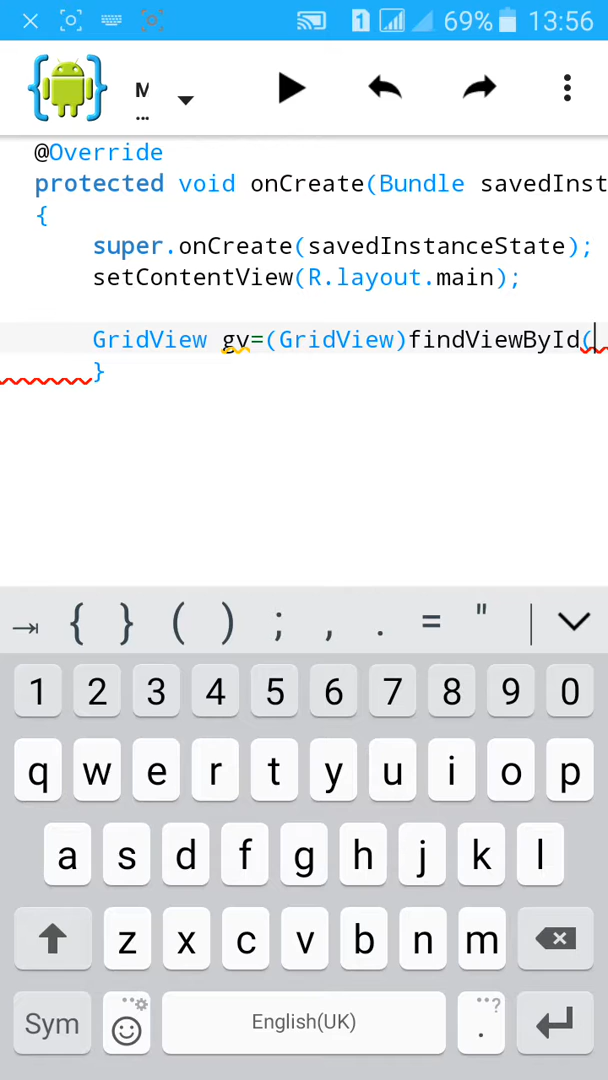 1 69% 13:56
M
...
@Override
protected void onCreate(Bundle savedInst
{
super.onCreate(savedInstanceState);
setContentView(R.layout.main);
GridView gv=(GridView)findViewById(
}
{ } ( ) ; , . = " |
1 2 3 4 5 6 7 8 9 0
q w e r t y u i o p
a s d f g h j k l
z x c v b n m
Sym English(UK) . ?